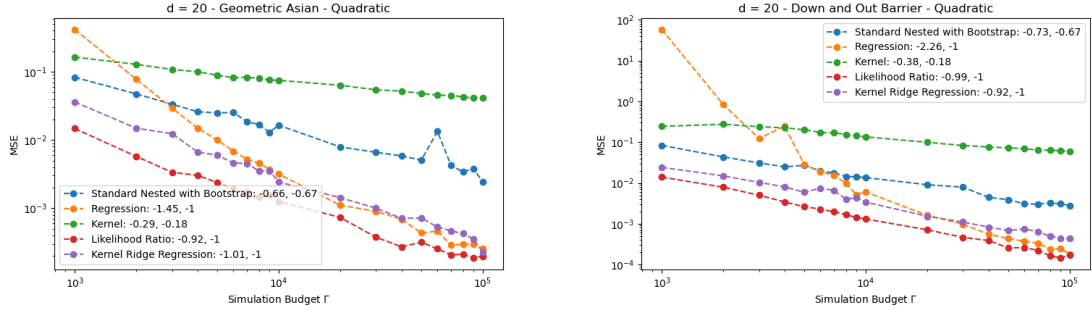 d = 20 - Geometric Asian - Quadratic
MSE
10⁻¹
10⁻²
10⁻³
Standard Nested with Bootstrap: -0.66, -0.67
Regression: -1.45, -1
Kernel: -0.29, -0.18
Likelihood Ratio: -0.92, -1
Kernel Ridge Regression: -1.01, -1
10³
10⁴
10⁵
Simulation Budget Γ
d = 20 - Down and Out Barrier - Quadratic
MSE
10²
10¹
10⁰
10⁻¹
10⁻²
10⁻³
10⁻⁴
Standard Nested with Bootstrap: -0.73, -0.67
Regression: -2.26, -1
Kernel: -0.38, -0.18
Likelihood Ratio: -0.99, -1
Kernel Ridge Regression: -0.92, -1
10³
10⁴
10⁵
Simulation Budget Γ